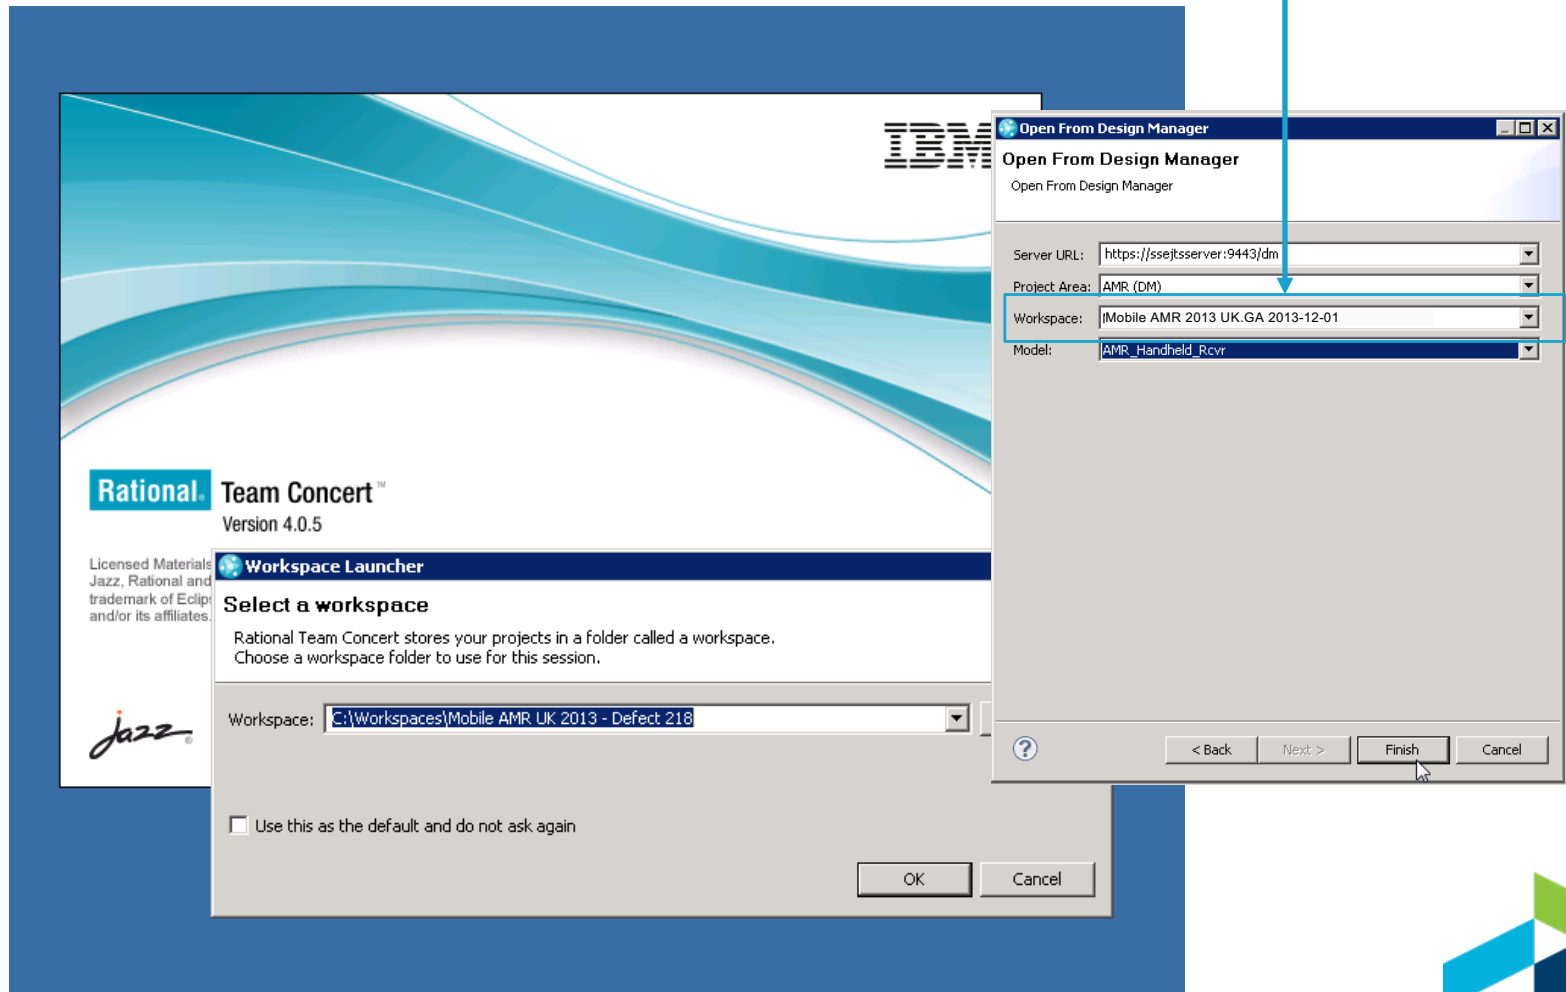 IBM
Rational® Team Concert™
Version 4.0.5
Licensed Materials
Jazz, Rational and
trademark of
and/or its affiliates.
jazz®
Workspace Launcher
Select a workspace
Rational Team Concert stores your projects in a folder called a workspace.
Choose a workspace folder to use for this session.
Workspace: C:\Workspaces\Mobile AMR UK 2013 - Defect 218
Use this as the default and do not ask again
OK Cancel
Open From Design Manager
Open From Design Manager
Open From Design Manager
Server URL: https://ssejtsserver:9443/dm
Project Area: AMR (DM)
Workspace: Mobile AMR 2013 UK.GA 2013-12-01
Model: AMR_Handheld_Rcvr
? < Back Next > Finish Cancel